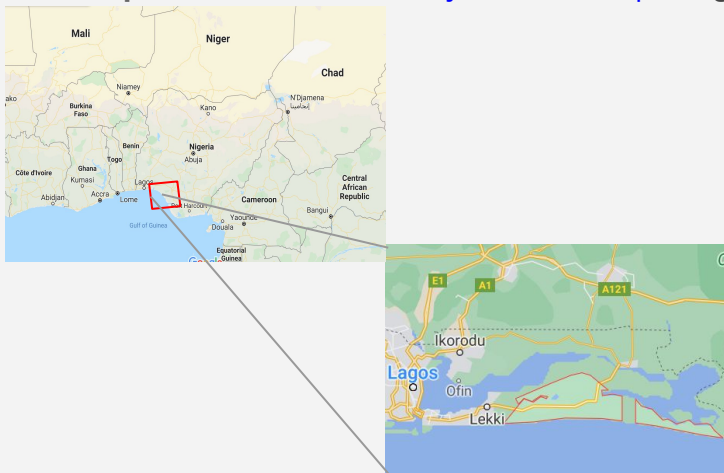 Mali
Niger
Chad
Niamey
N'Djamena
إنجامينا
Burkina
Faso
Kano
Benin
Nigeria
Abuja
Togo
Ghana
Côte d'Ivoire
Kumasi
Lagos
Central
African
Republic
Abidjan
Accra
Lome
Cameroon
Bangui
Gulf of Guinea
Yaounde
Douala
Equatorial
Guinea
E1
A1
A121
Ikorodu
Lagos
Ofin
Lekki